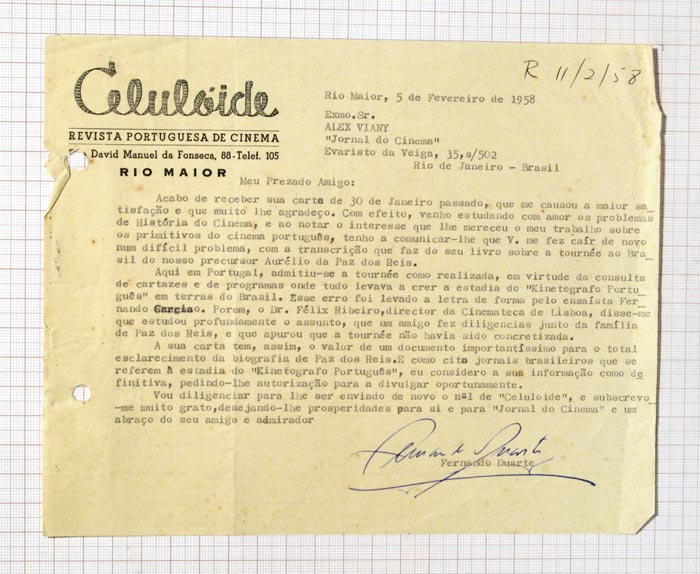 Celulóide
REVISTA PORTUGUESA DE CINEMA
David Manuel da Fonseca, 88-Telef. 105
RIO MAIOR
R 11/2/58
Rio Maior, 5 de Fevereiro de 1958
Exmo.Sr.
ALEX VIANY
"Jornal do Cinema"
Evaristo da Veiga, 35,s/502
Rio de Janeiro - Brasil
Meu Prezado Amigo:
Acabo de receber sua carta de 30 de Janeiro passado, que me causou a maior sa_
tisfação e que muito lhe agradeço. Com efeito, venho estudando com amor os problemas
de História do Cinema, e ao notar o interesse que lhe mereceu o meu trabalho sobre
os primitivos do cinema português, tenho a comunicar-lhe que V. me fez caír de novo
num difícil problema, com a transcrição que faz do seu livro sobre a tournée ao Bra_
sil do nosso precursor Aurélio da Paz dos Reis.
Aqui em Portugal, admitiu-se a tournée como realizada, em virtude da consulta
de cartazes e de programas onde tudo levava a crer a estadia do "Kinetografo Portu_
guês" em terras do Brasil. Esse erro foi levado a letra de forma pelo ensaísta Fer_
nando Garcia. Porem, o Dr. Félix Ribeiro,director da Cinemateca de Lisboa, disse-me
que estudou profundamente o assunto, que um amigo fez diligencias junto da família
de Paz dos Reis, e que apurou que a tournée não havia sido concretizada.
A sua carta tem, assim, o valor de um documento importantíssimo para o total
esclarecimento da biografia de Paz dos Reis.E como cita jornais brasileiros que se
referem à estadia do "Kinetógrafo Português", eu considero a sua informação como de_
finitiva, pedindo-lhe autorização para a divulgar oportunamente.
Vou diligenciar para lhe ser enviado de novo o nº1 de "Celuloide", e subscrevo_
-me muito grato,desejando-lhe prosperidades para si e para "Jornal do Cinema" e um
abraço do seu amigo e admirador
Fernando Duarte
Fernando Duarte